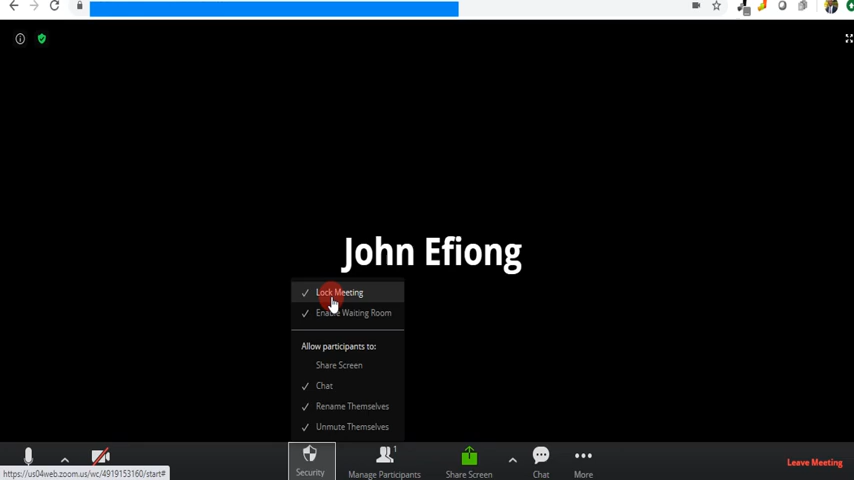 John Efiong
Lock Meeting
Enable Waiting Room
Allow participants to:
Share Screen
Chat
Rename Themselves
Unmute Themselves
1
Security
Manage Participants
Share Screen
Chat
More
Leave Meeting
https://us04web.zoom.us/wc/4919153160/start#